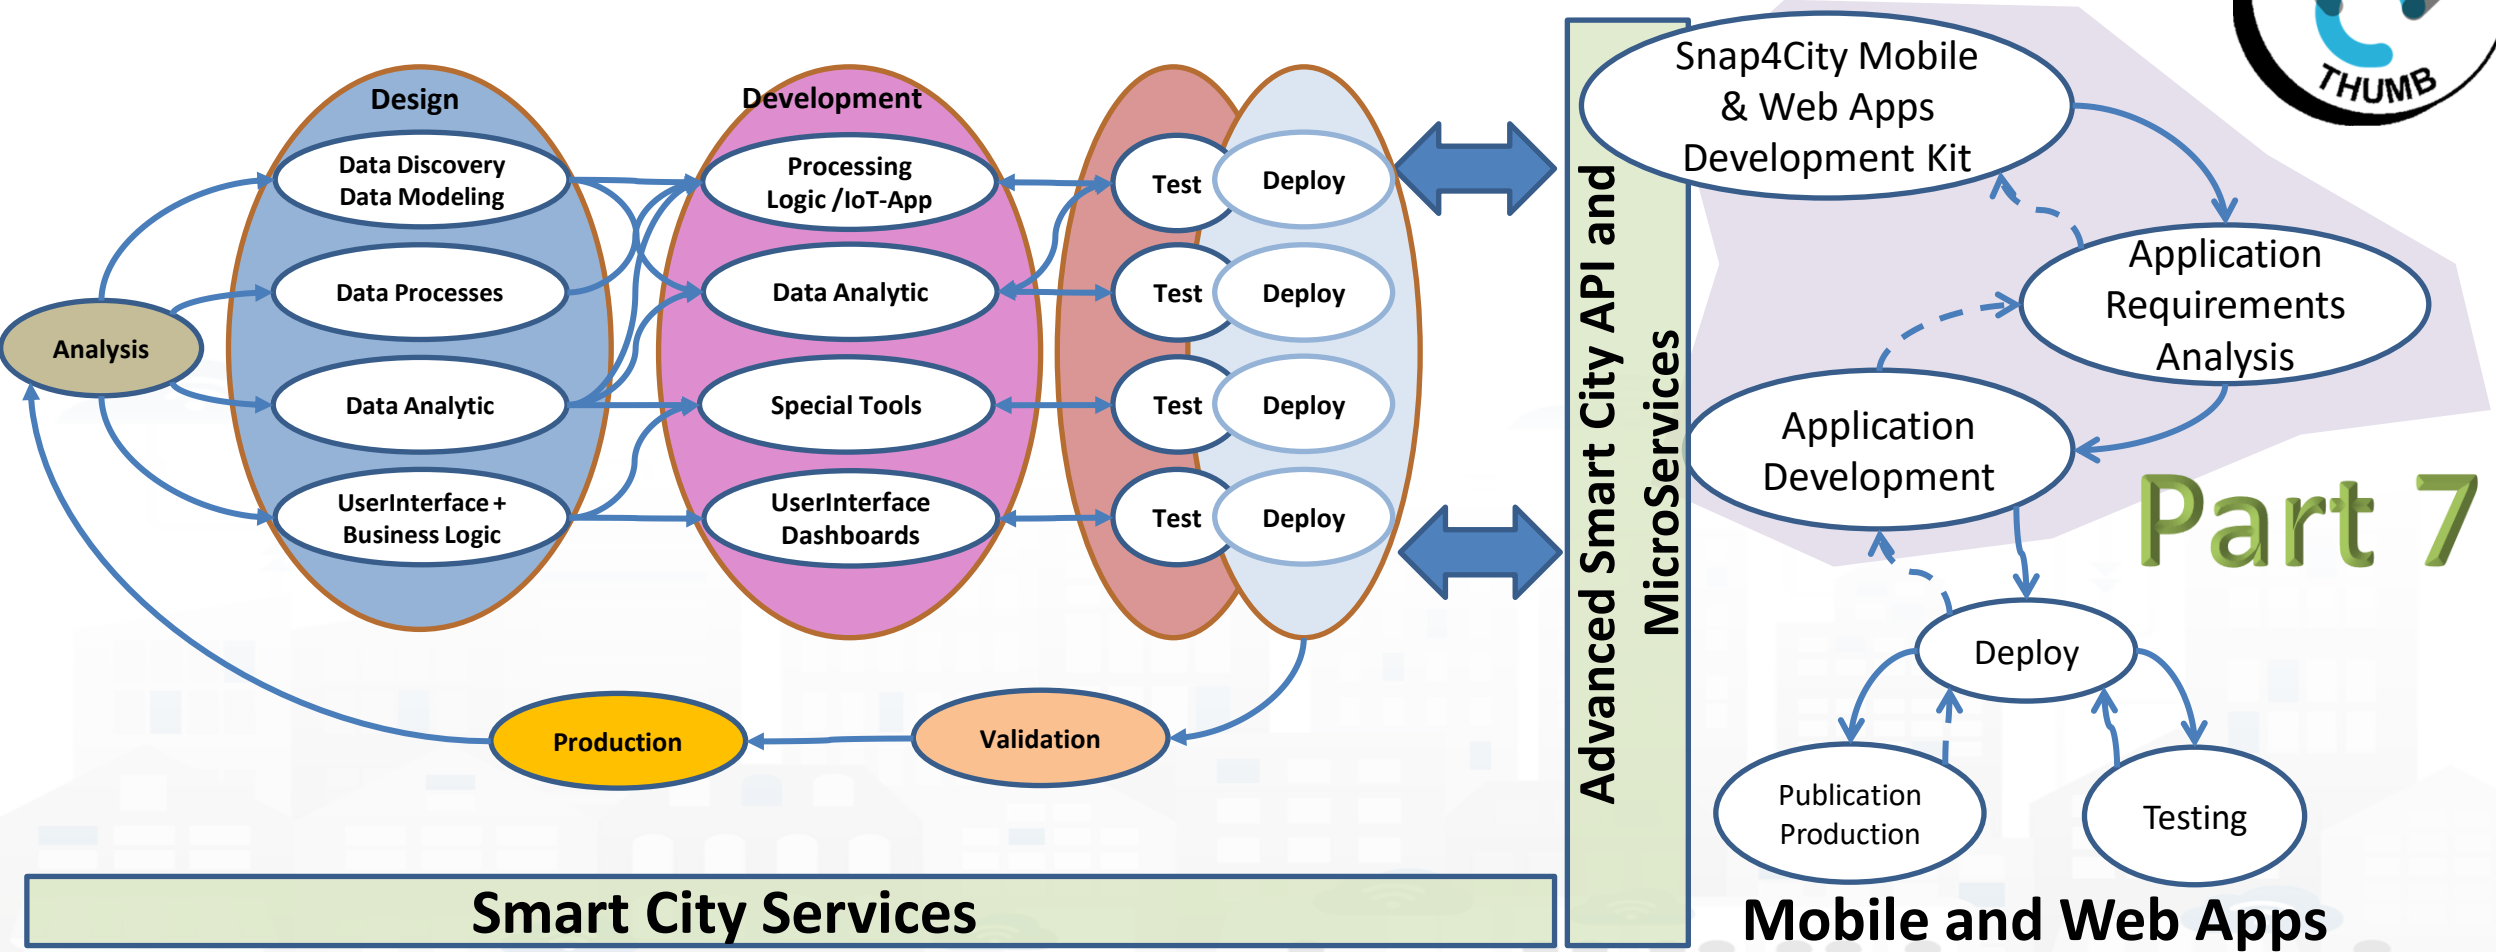 Design
Data Discovery
Data Modeling
Data Processes
Data Analytic
UserInterface +
Business Logic
Analysis
Development
Processing
Logic /IoT-App
Data Analytic
Special Tools
UserInterface
Dashboards
Test
Deploy
Test
Deploy
Test
Deploy
Test
Deploy
Production
Validation
Smart City Services
Advanced Smart City API and
MicroServices
Snap4City Mobile
& Web Apps
Development Kit
Application
Requirements
Analysis
Application
Development
Deploy
Publication
Production
Testing
Mobile and Web Apps
Part 7
THUMB